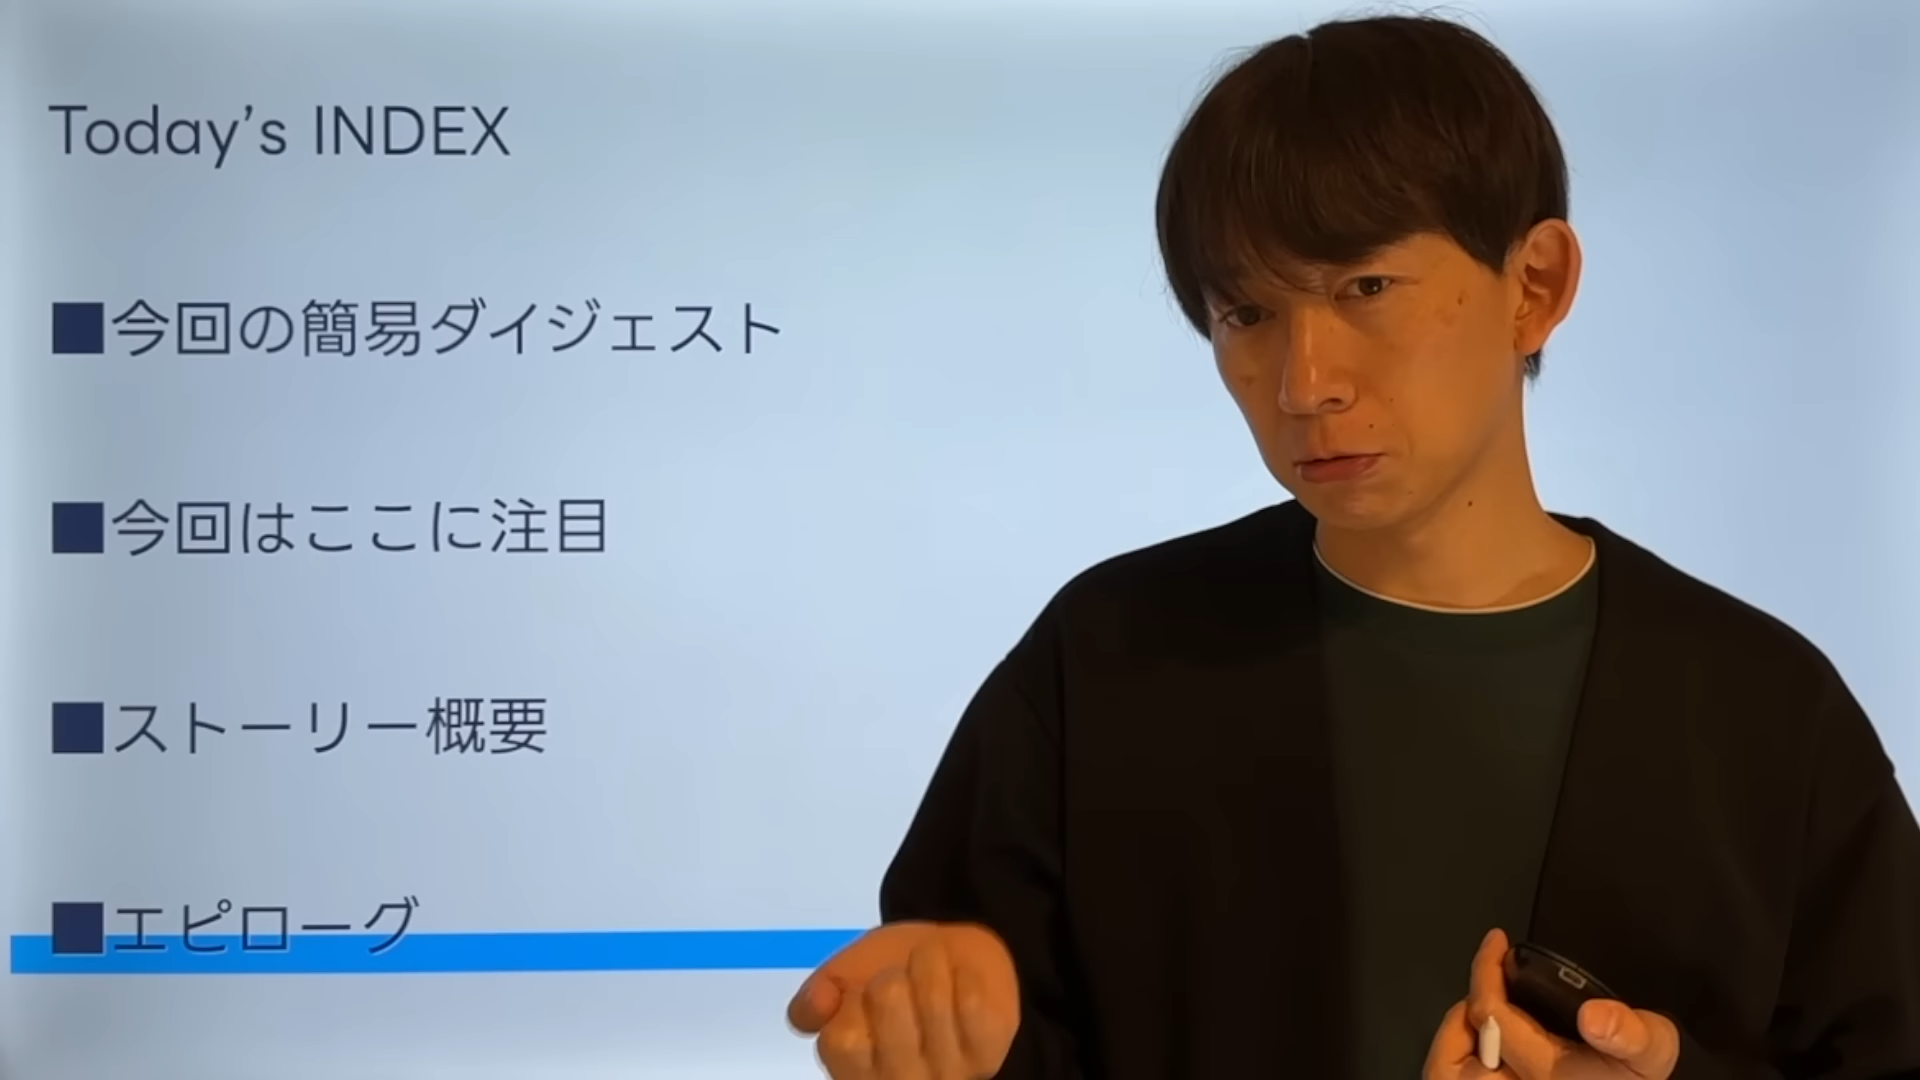 Today’s INDEX
■今回の簡易ダイジェスト
■今回はここに注目
■ストーリー概要
■エピローグ